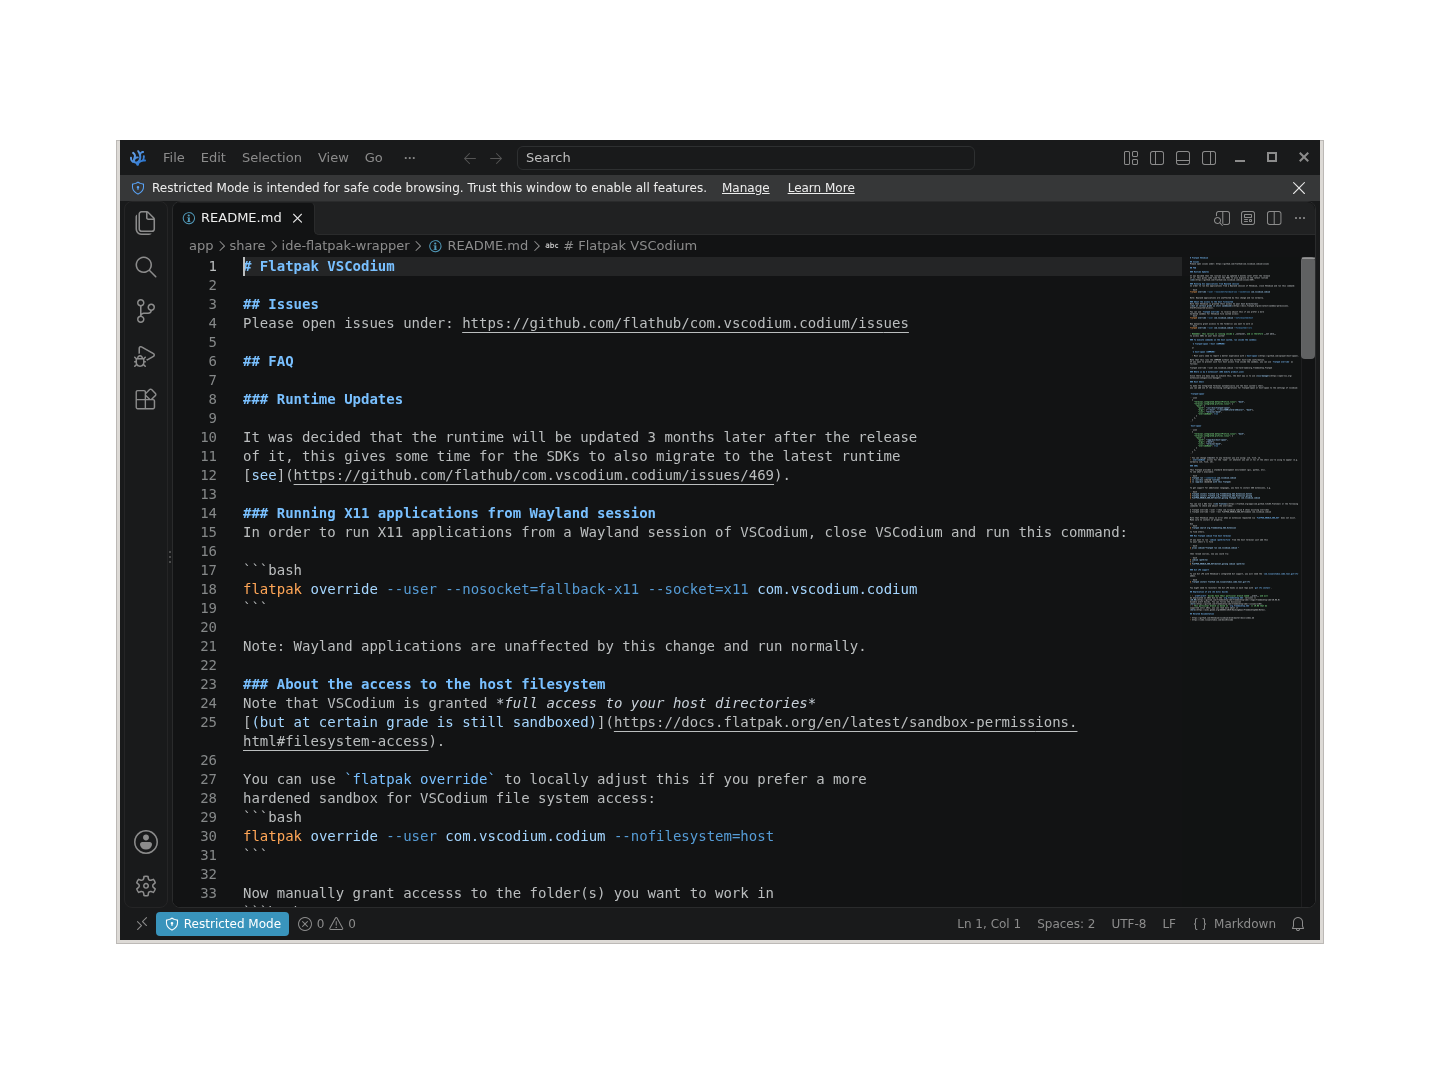 File Edit Selection View Go ··· Search
Restricted Mode is intended for safe code browsing. Trust this window to enable all features. Manage Learn More
README.md
app > share > ide-flatpak-wrapper > README.md > abc # Flatpak VSCodium
1 # Flatpak VSCodium
2
3 ## Issues
4 Please open issues under: https://github.com/flathub/com.vscodium.codium/issues
5
6 ## FAQ
7
8 ### Runtime Updates
9
10 It was decided that the runtime will be updated 3 months later after the release
11 of it, this gives some time for the SDKs to also migrate to the latest runtime
12 [see](https://github.com/flathub/com.vscodium.codium/issues/469).
13
14 ### Running X11 applications from Wayland session
15 In order to run X11 applications from a Wayland session of VSCodium, close VSCodium and run this command:
16
17 ```bash
18 flatpak override --user --nosocket=fallback-x11 --socket=x11 com.vscodium.codium
19 ```
20
21 Note: Wayland applications are unaffected by this change and run normally.
22
23 ### About the access to the host filesystem
24 Note that VSCodium is granted *full access to your host directories*
25 [(but at certain grade is still sandboxed)](https://docs.flatpak.org/en/latest/sandbox-permissions.
html#filesystem-access).
26
27 You can use `flatpak override` to locally adjust this if you prefer a more
28 hardened sandbox for VSCodium file system access:
29 ```bash
30 flatpak override --user com.vscodium.codium --nofilesystem=host
31 ```
32
33 Now manually grant accesss to the folder(s) you want to work in
Restricted Mode 0 0 Ln 1, Col 1 Spaces: 2 UTF-8 LF { } Markdown